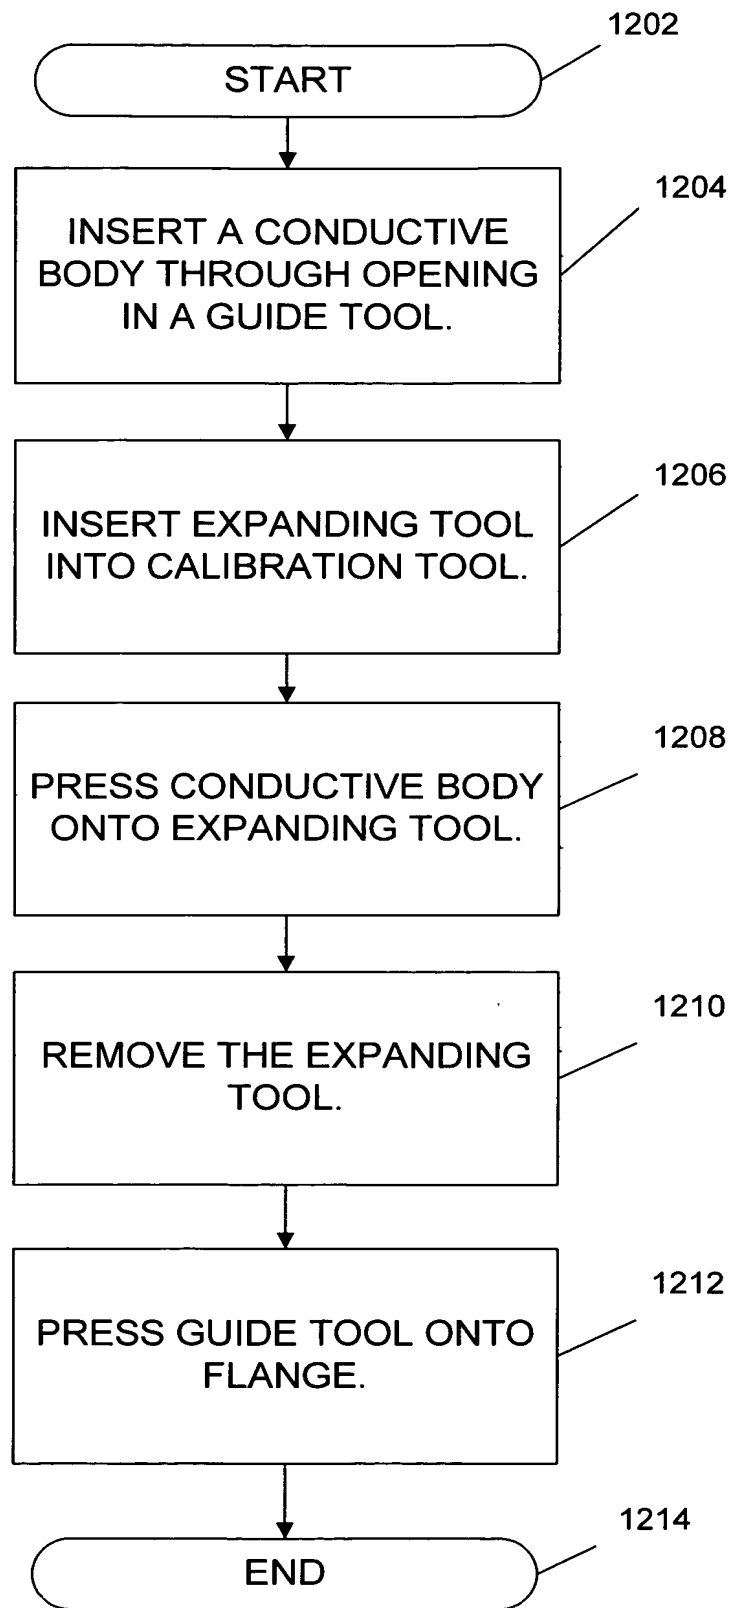 1202
START
1204
INSERT A CONDUCTIVE
BODY THROUGH OPENING
IN A GUIDE TOOL.
1206
INSERT EXPANDING TOOL
INTO CALIBRATION TOOL.
1208
PRESS CONDUCTIVE BODY
ONTO EXPANDING TOOL.
1210
REMOVE THE EXPANDING
TOOL.
1212
PRESS GUIDE TOOL ONTO
FLANGE.
1214
END